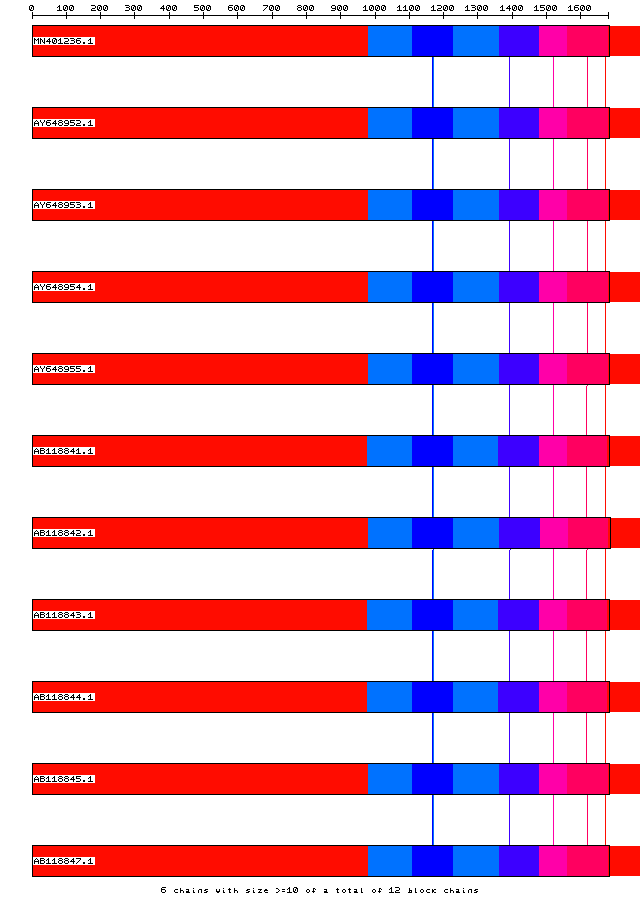 0 100 200 300 400 500 600 700 800 900 1000 1100 1200 1300 1400 1500 1600
MN401236.1
AY648952.1
AY648953.1
AY648954.1
AY648955.1
AB118841.1
AB118842.1
AB118843.1
AB118844.1
AB118845.1
AB118847.1
6 chains with size >=10 of a total of 12 block chains